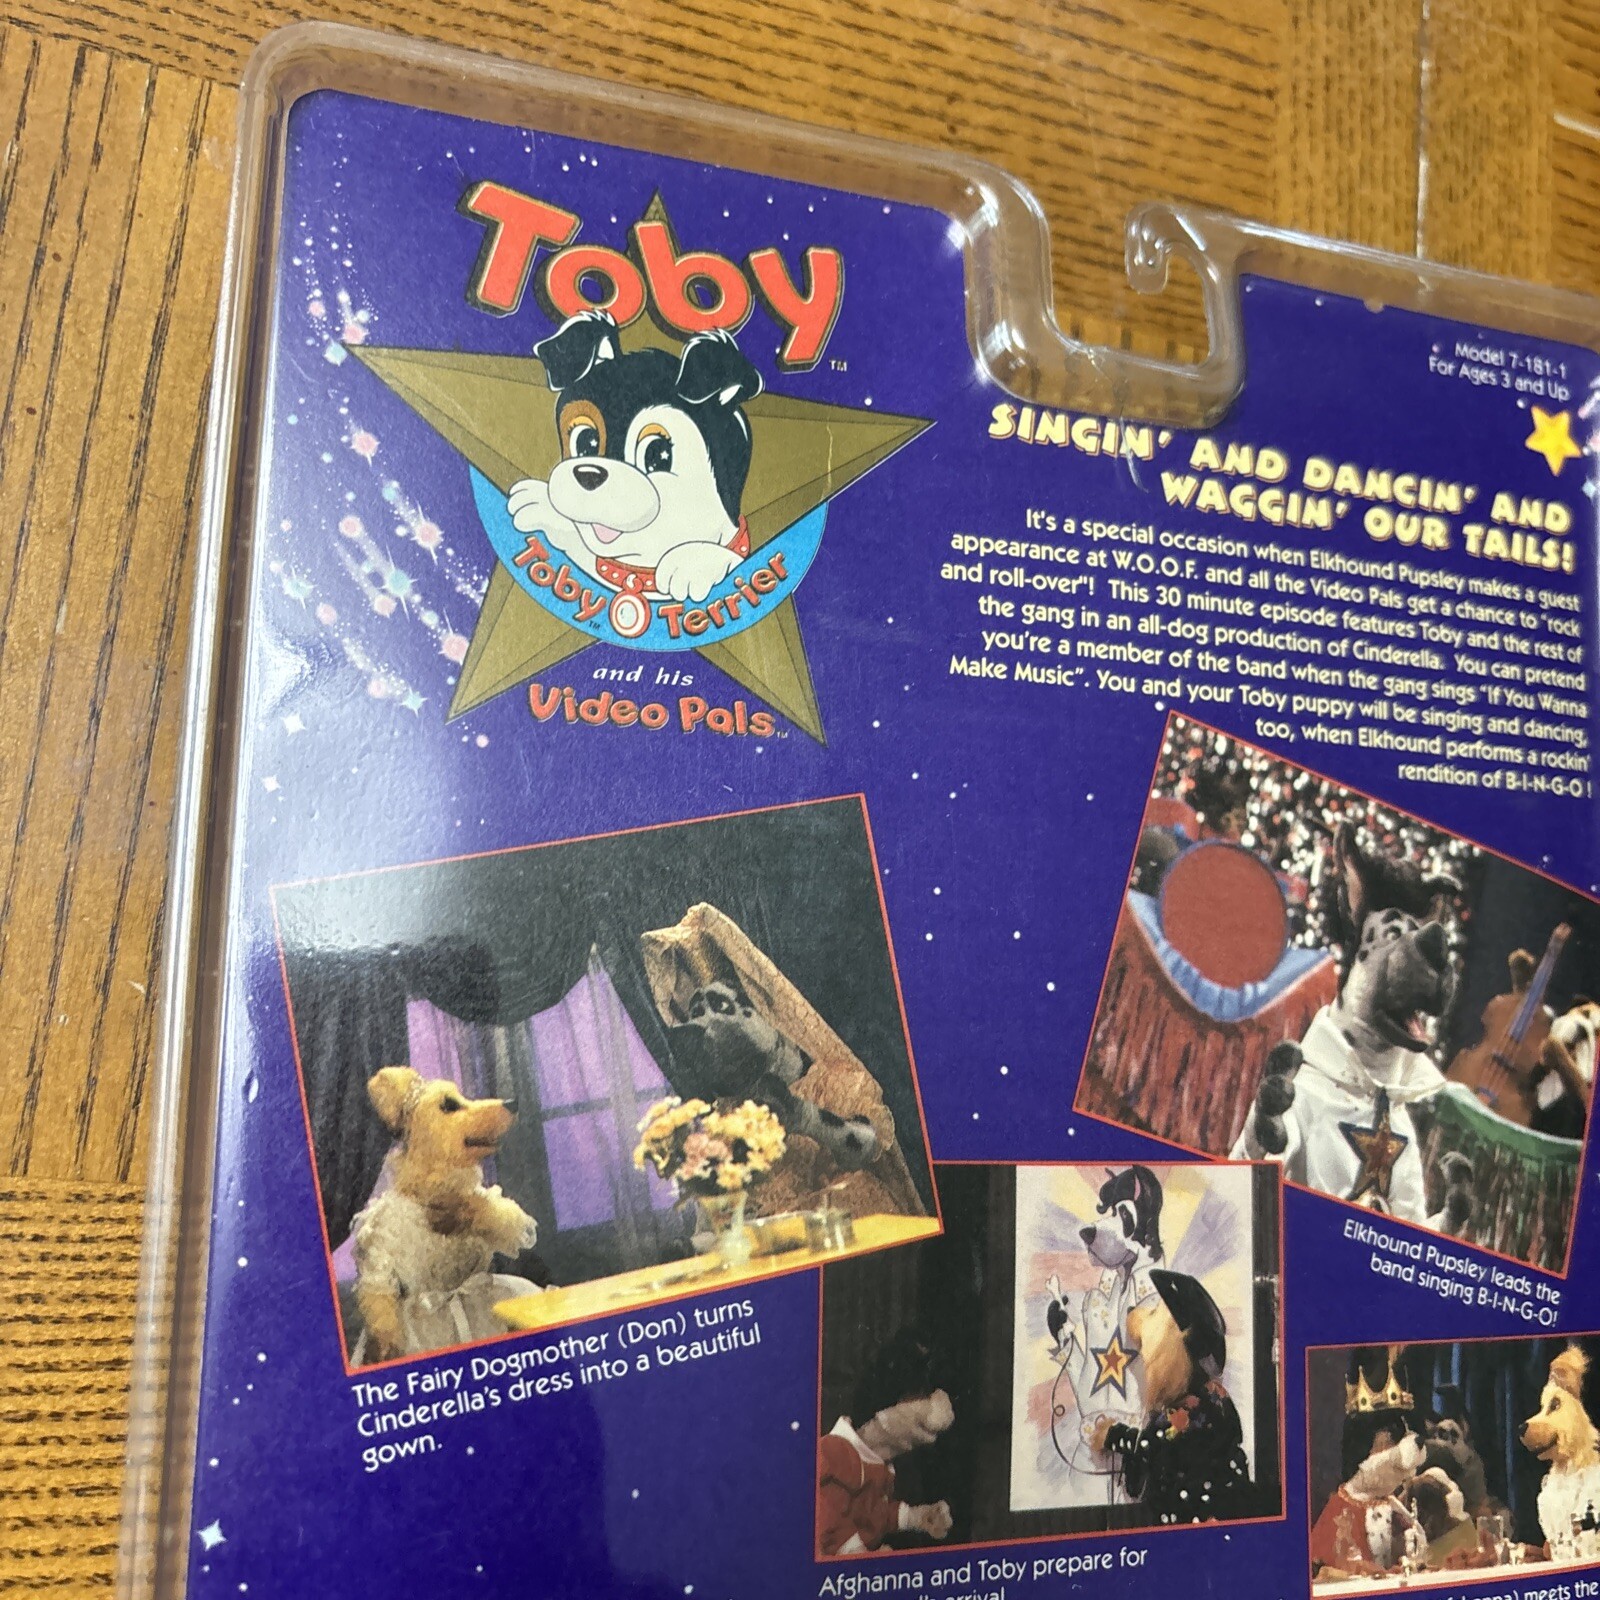 Toby™
Toby™ Terrier
and his
Video Pals™
Model 7-181-1
For Ages 3 and Up
SINGIN' AND DANCIN' AND
WAGGIN' OUR TAILS!
It's a special occasion when Elkhound Pupsley makes a guest
appearance at W.O.O.F. and all the Video Pals get a chance to "rock
and roll-over"! This 30 minute episode features Toby and the rest of
the gang in an all-dog production of Cinderella. You can pretend
you're a member of the band when the gang sings "If You Wanna
Make Music". You and your Toby puppy will be singing and dancing,
too, when Elkhound performs a rockin'
rendition of B-I-N-G-O!
The Fairy Dogmother (Don) turns
Cinderella's dress into a beautiful
gown.
Elkhound Pupsley leads the
band singing B-I-N-G-O!
Afghanna and Toby prepare for
arrival
meets the